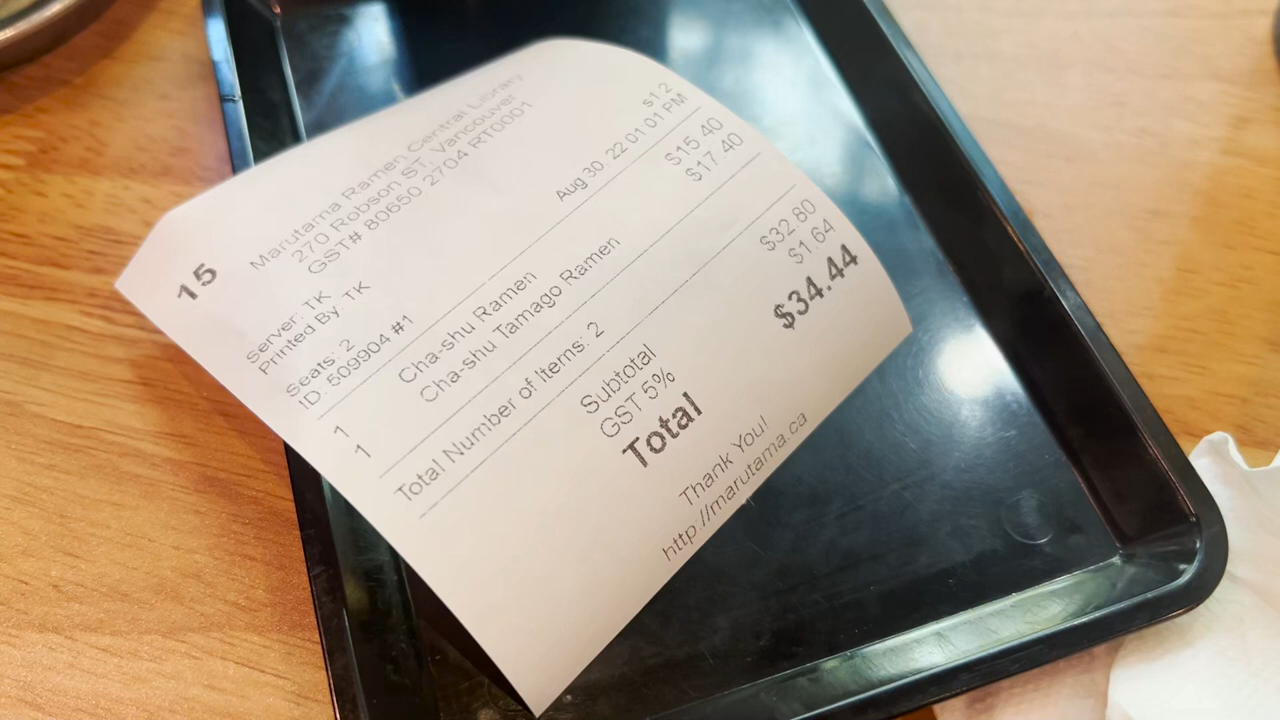 15
Marutama Ramen Central Library
270 Robson ST, Vancouver
GST# 80650 2704 RT0001
Server: TK
Printed By: TK
s1.2
Seats: 2
Aug 30. 22 01 01 PM
ID: 509904 #1
1 Cha-shu Ramen $15.40
1 Cha-shu Tamago Ramen $17.40
Total Number of Items: 2
Subtotal $32.80
GST 5% $1.64
Total $34.44
Thank You!
http://marutama.ca